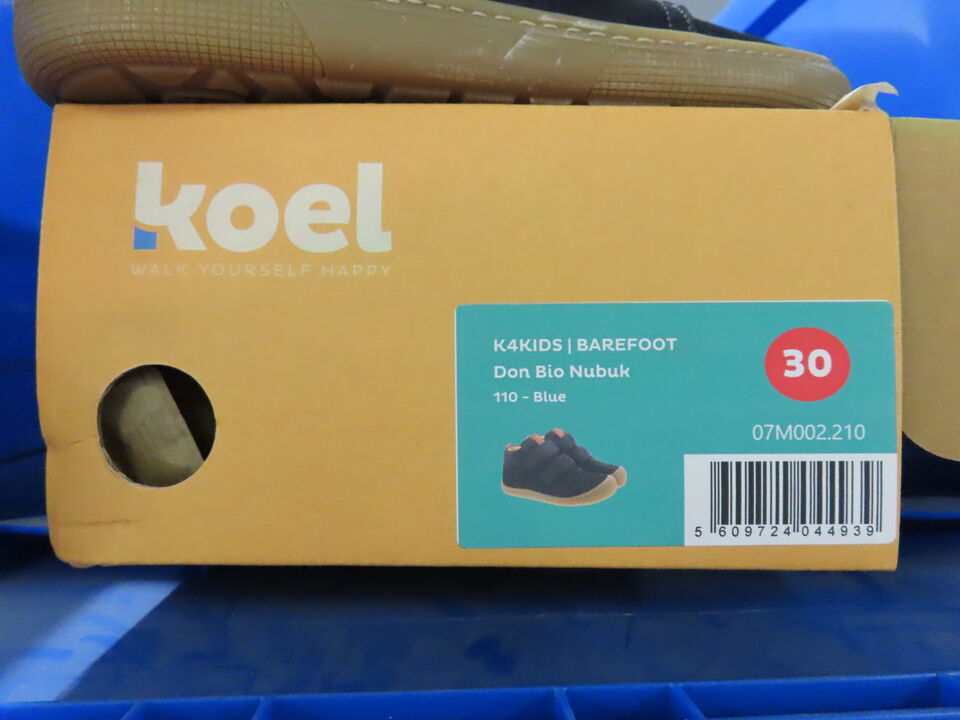 koel
WALK YOURSELF HAPPY
K4KIDS | BAREFOOT
Don Bio Nubuk
110 - Blue
30
07M002.210
5 609724 044939